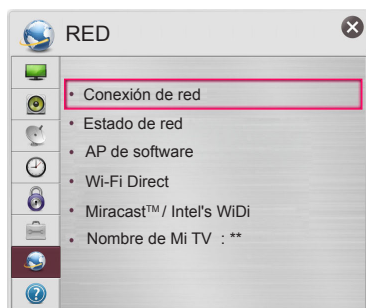 RED
• Conexión de red
• Estado de red
• AP de software
• Wi-Fi Direct
• Miracast™ / Intel's WiDi
• Nombre de Mi TV : **